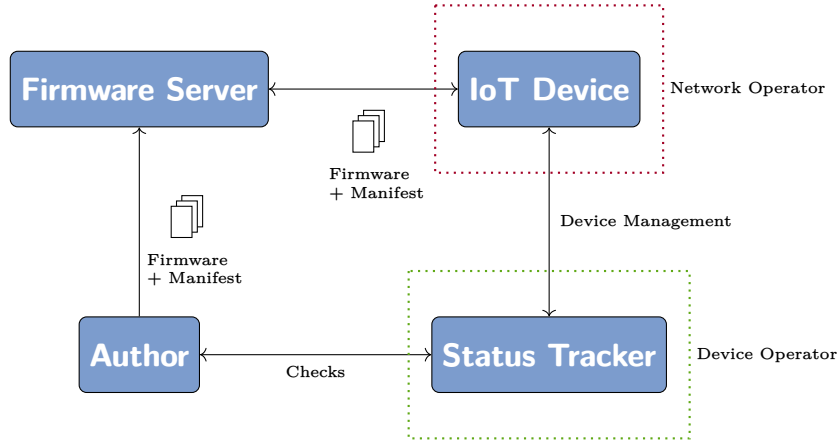 Firmware Server
IoT Device
Network Operator
Firmware
+ Manifest
Device Management
Firmware
+ Manifest
Author
Checks
Status Tracker
Device Operator